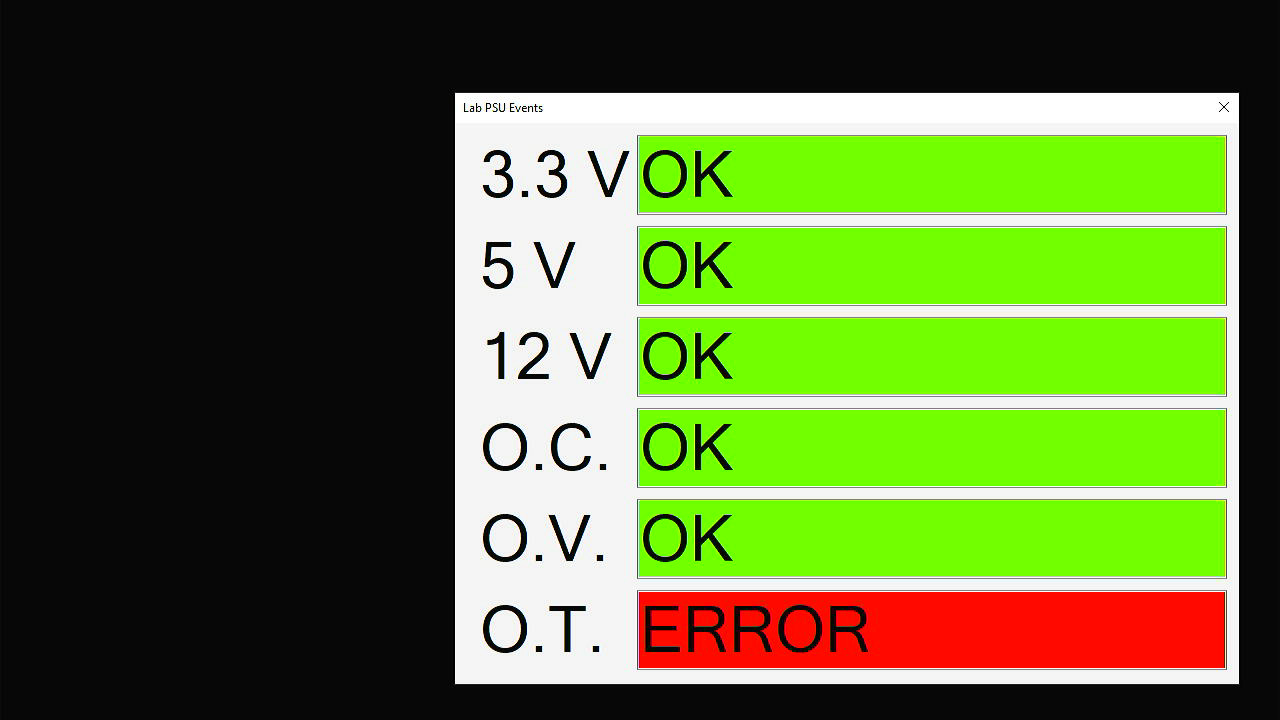 Lab PSU Events
3.3 V OK
5 V OK
12 V OK
O.C. OK
O.V. OK
O.T. ERROR